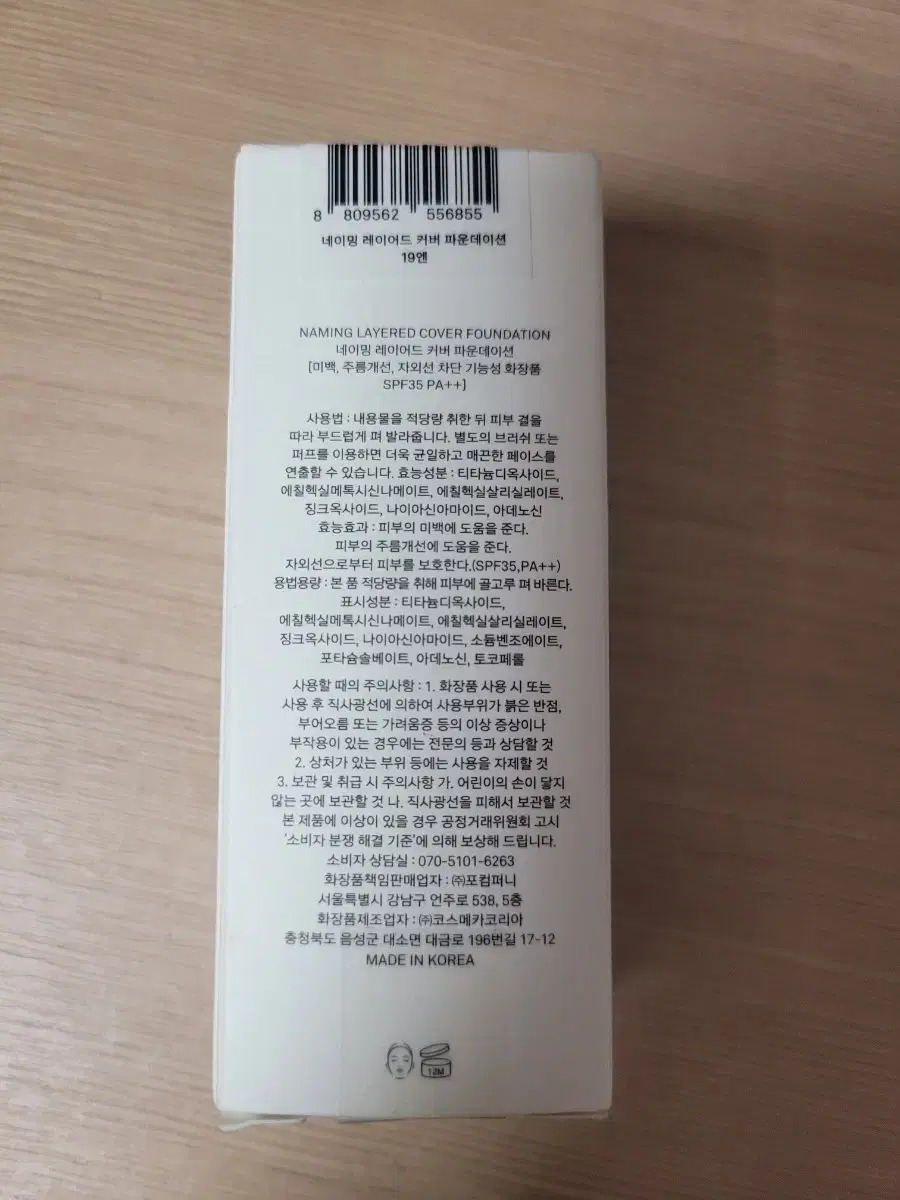 8 809562 556855
네이밍 레이어드 커버 파운데이션
19엔
NAMING LAYERED COVER FOUNDATION
네이밍 레이어드 커버 파운데이션
[미백, 주름개선, 자외선 차단 기능성 화장품
SPF35 PA++]
사용법 : 내용물을 적당량 취한 뒤 피부 결을
따라 부드럽게 펴 발라줍니다. 별도의 브러쉬 또는
퍼프를 이용하면 더욱 균일하고 매끈한 페이스를
연출할 수 있습니다. 효능성분 : 티타늄디옥사이드,
에칠헥실메톡시신나메이트, 에칠헥실살리실레이트,
징크옥사이드, 나이아신아마이드, 아데노신
효능효과 : 피부의 미백에 도움을 준다.
피부의 주름개선에 도움을 준다.
자외선으로부터 피부를 보호한다.(SPF35,PA++)
용법용량 : 본 품 적당량을 취해 피부에 골고루 펴 바른다.
표시성분 : 티타늄디옥사이드,
에칠헥실메톡시신나메이트, 에칠헥실살리실레이트,
징크옥사이드, 나이아신아마이드, 소듐벤조에이트,
포타슘솔베이트, 아데노신, 토코페롤
사용할 때의 주의사항 : 1. 화장품 사용 시 또는
사용 후 직사광선에 의하여 사용부위가 붉은 반점,
부어오름 또는 가려움증 등의 이상 증상이나
부작용이 있는 경우에는 전문의 등과 상담할 것
2. 상처가 있는 부위 등에는 사용을 자제할 것
3. 보관 및 취급 시 주의사항 가. 어린이의 손이 닿지
않는 곳에 보관할 것 나. 직사광선을 피해서 보관할 것
본 제품에 이상이 있을 경우 공정거래위원회 고시
'소비자 분쟁 해결 기준'에 의해 보상해 드립니다.
소비자 상담실 : 070-5101-6263
화장품책임판매업자 : ㈜포컴퍼니
서울특별시 강남구 언주로 538, 5층
화장품제조업자 : ㈜코스메카코리아
충청북도 음성군 대소면 대금로 196번길 17-12
MADE IN KOREA
12M